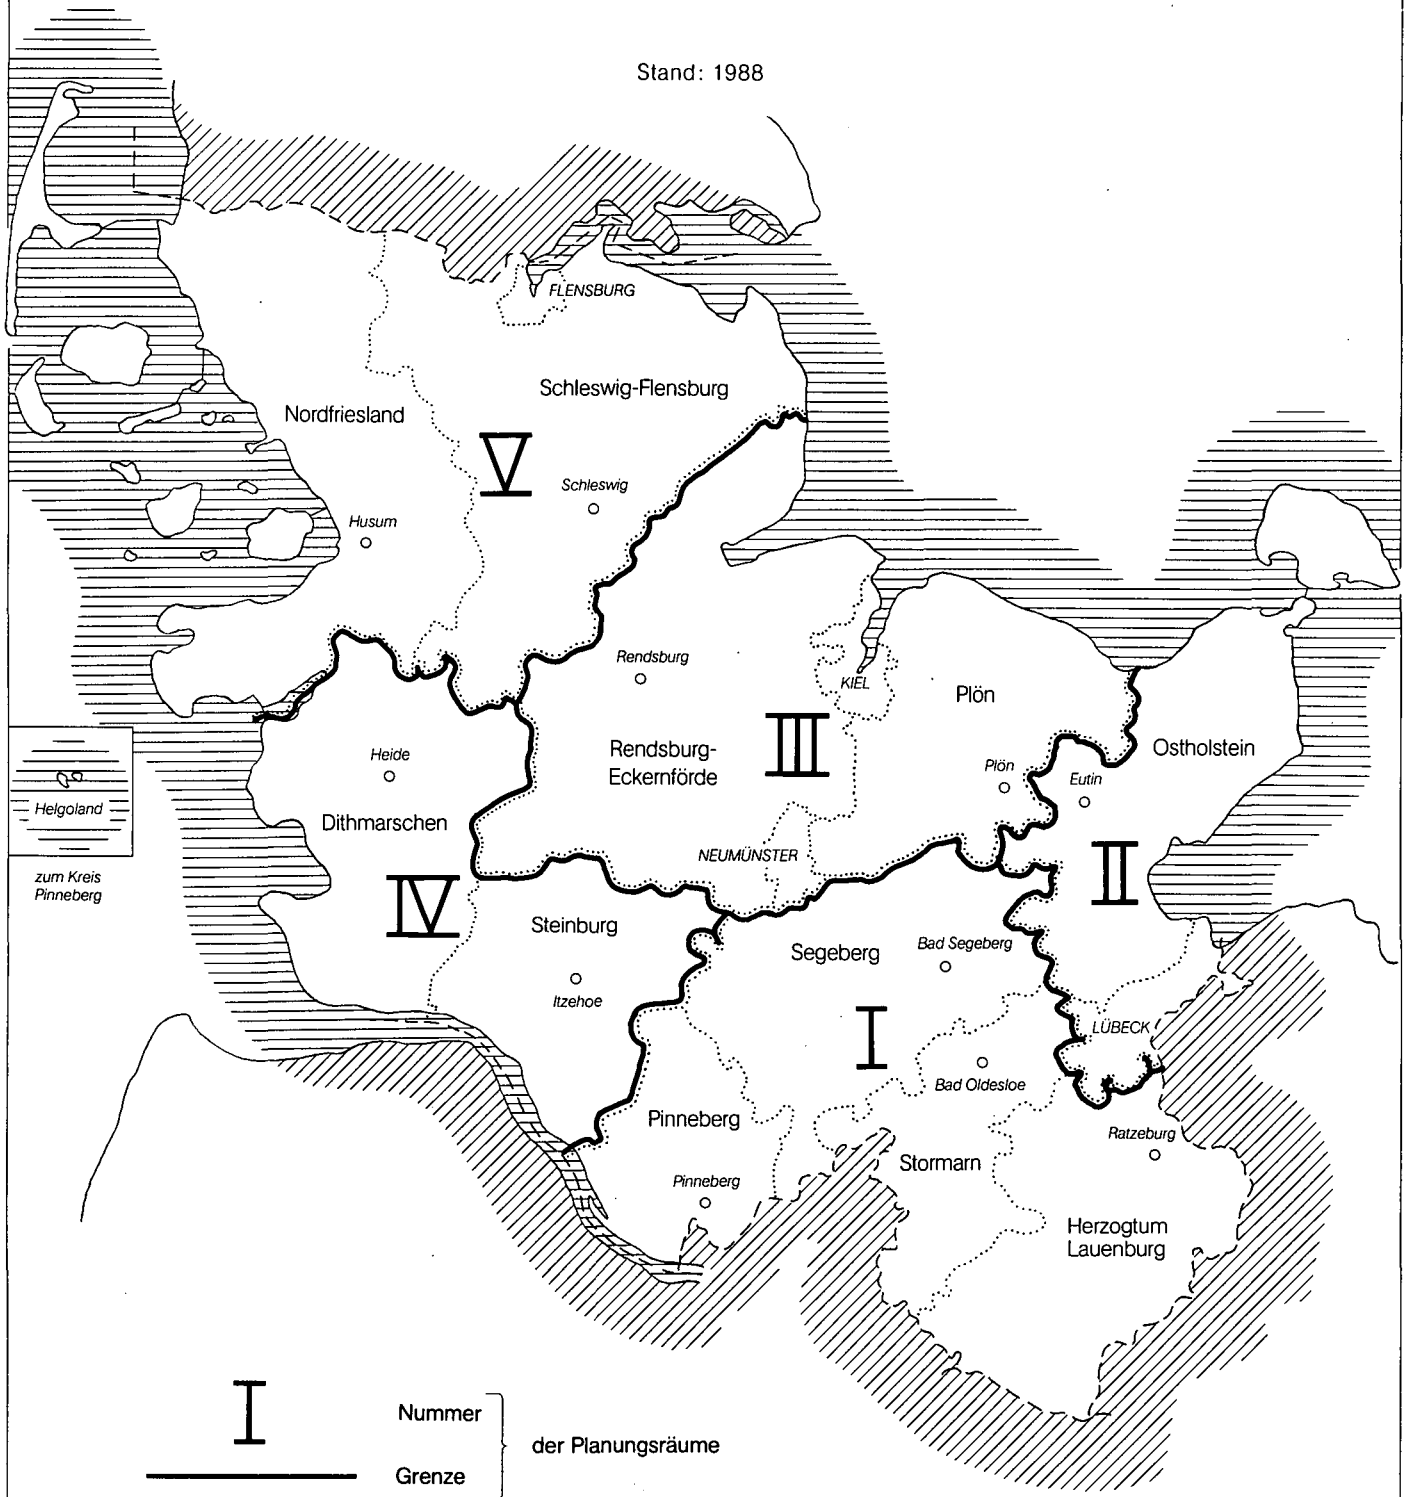 Stand: 1988
FLENSBURG
Schleswig-Flensburg
Nordfriesland
V
Schleswig
Husum
Rendsburg
KIEL
Plön
III
Rendsburg-
Eckernförde
Ostholstein
Heide
Plön
Eutin
Helgoland
Dithmarschen
NEUMÜNSTER
II
zum Kreis
Pinneberg
IV
Steinburg
Segeberg
Bad Segeberg
Itzehoe
I
LÜBECK
Bad Oldesloe
Pinneberg
Ratzeburg
Stormarn
Pinneberg
Herzogtum
Lauenburg
I
Nummer
der Planungsräume
Grenze